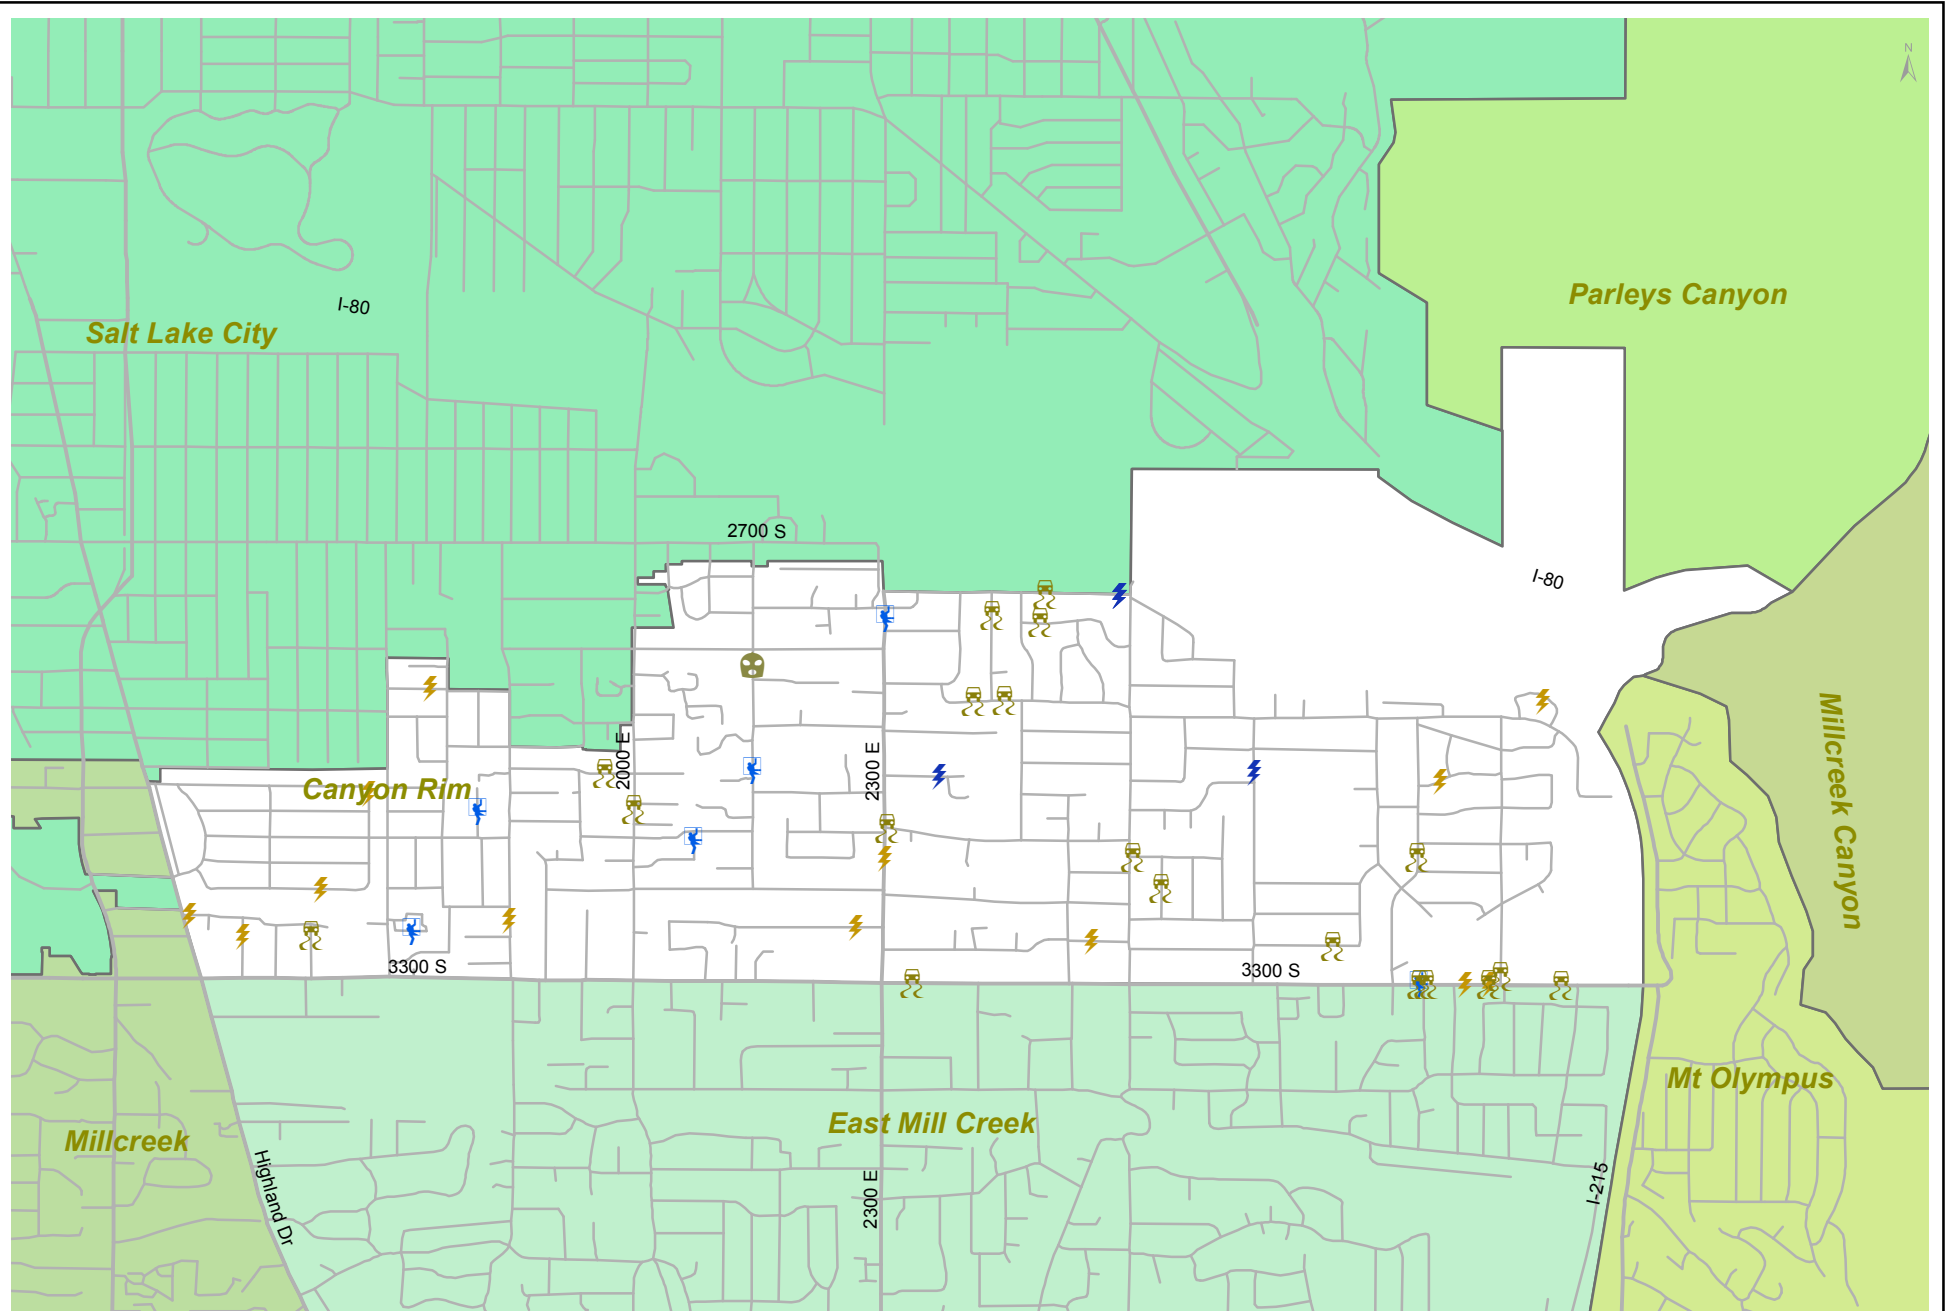 N
Parleys Canyon
I-80
Salt Lake City
2700 S
I-80
2000 E
2300 E
Canyon Rim
Millcreek Canyon
3300 S
3300 S
Mt Olympus
East Mill Creek
Millcreek
Highland Dr
2300 E
I-215